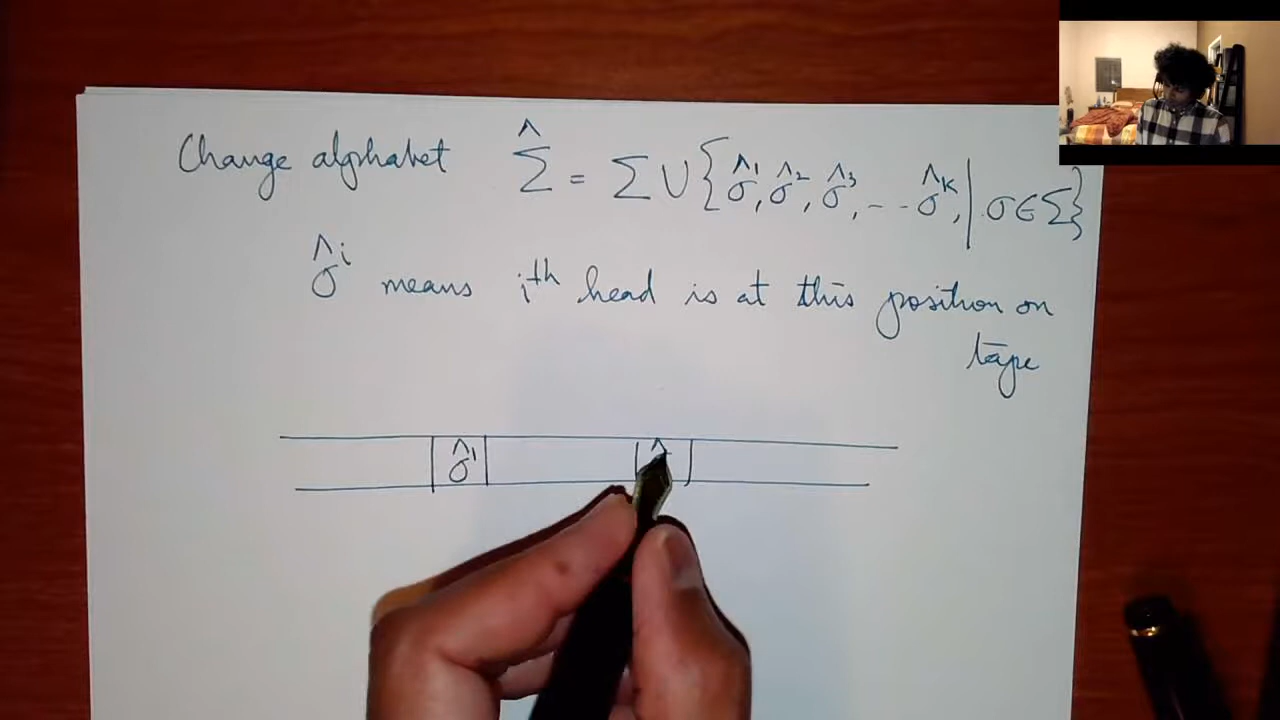 Change alphabet Σ̂ = Σ ∪ {σ̂¹, σ̂², σ̂³, -- σ̂ᵏ, | σ ∈ Σ}
σ̂ⁱ means iᵗʰ head is at this position on
tape
σ̂¹